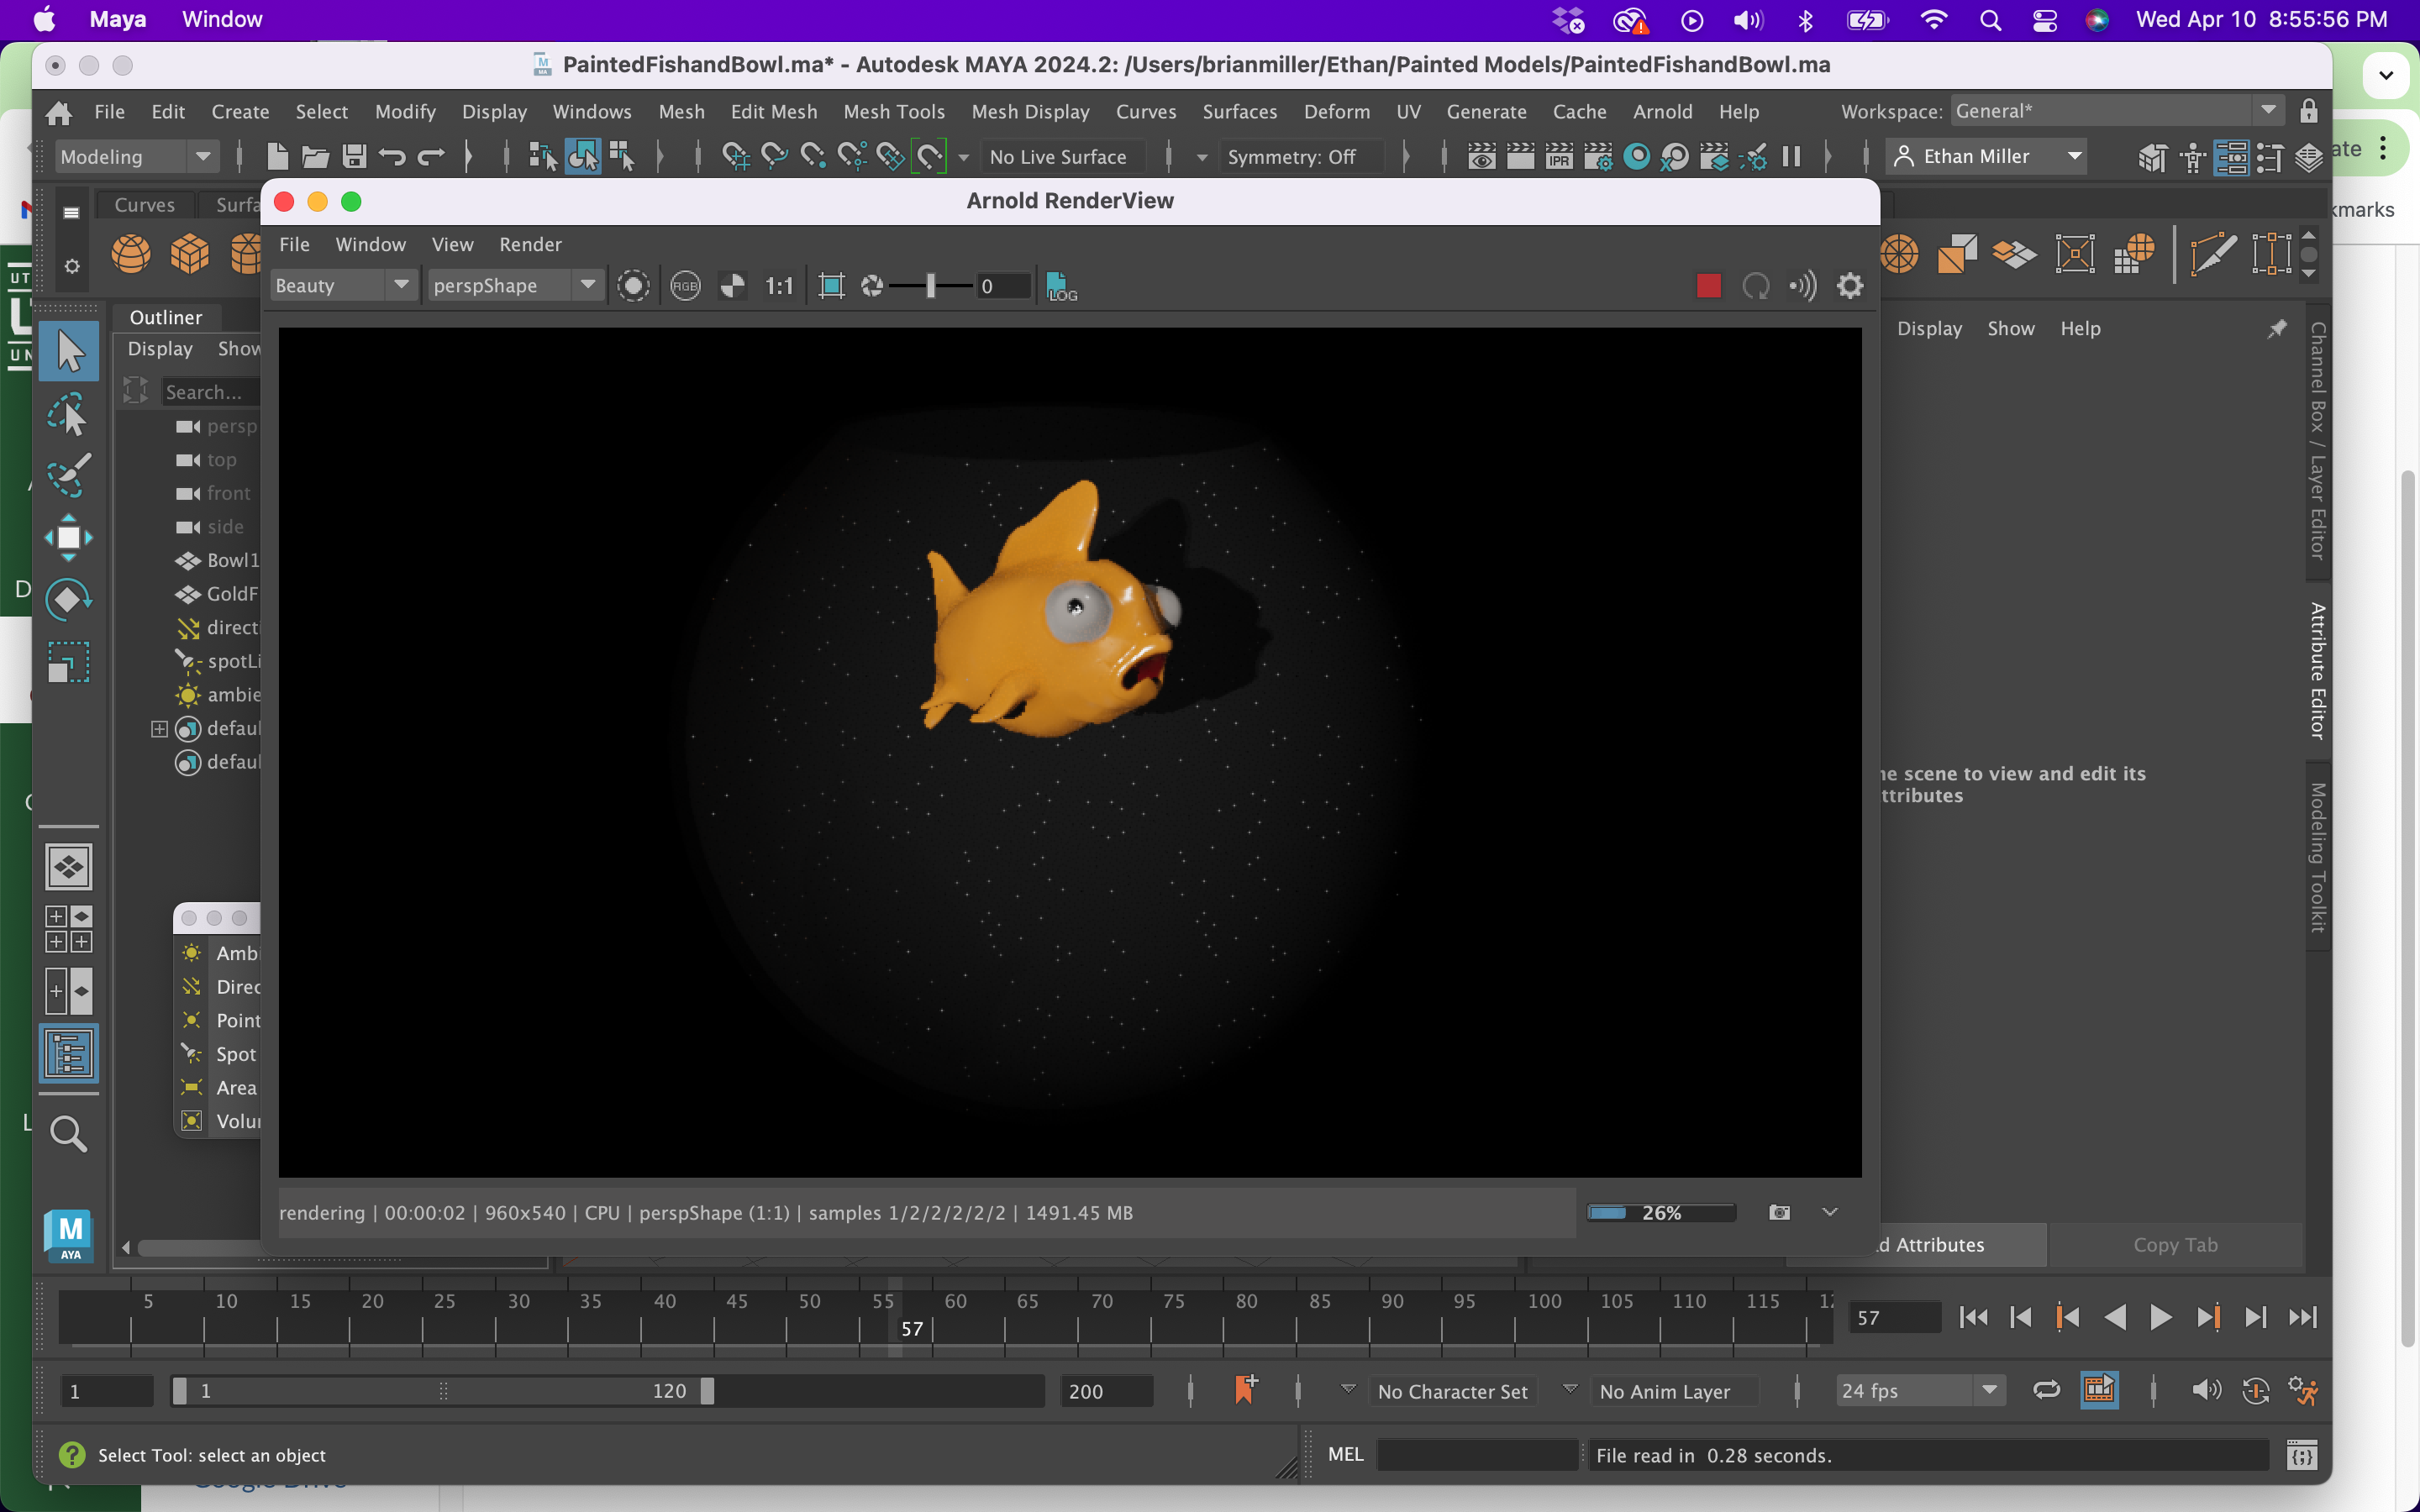 Maya Window Wed Apr 10 8:55:56 PM
PaintedFishandBowl.ma* - Autodesk MAYA 2024.2: /Users/brianmiller/Ethan/Painted Models/PaintedFishandBowl.ma
File Edit Create Select Modify Display Windows Mesh Edit Mesh Mesh Tools Mesh Display Curves Surfaces Deform UV Generate Cache Arnold Help Workspace: General*
Modeling No Live Surface Symmetry: Off IPR Ethan Miller
Curves Surfa
Arnold RenderView
kmarks
File Window View Render
Beauty perspShape RGB 1:1 0 LOG
Outliner
Display Show
Display Show Help
Search...
persp
top
front
side
Bowl1
GoldF
directi
spotLi
ambie
defaul
defaul
he scene to view and edit its
ttributes
Channel Box / Layer Editor
Attribute Editor
Modeling Toolkit
Ambi
Direc
Point
Spot
Area
Volu
rendering | 00:00:02 | 960x540 | CPU | perspShape (1:1) | samples 1/2/2/2/2/2 | 1491.45 MB 26%
M
AYA
d Attributes Copy Tab
5 10 15 20 25 30 35 40 45 50 55 60 65 70 75 80 85 90 95 100 105 110 115 12
57 57
1 1 120 200 No Character Set No Anim Layer 24 fps
Select Tool: select an object MEL File read in 0.28 seconds.